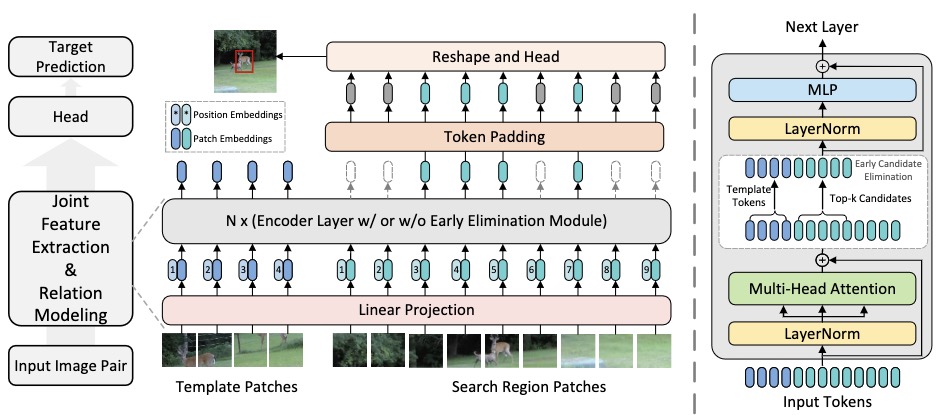 Target
Prediction
Head
Joint
Feature
Extraction
&
Relation
Modeling
Input Image Pair
Reshape and Head
* * Position Embeddings
Patch Embeddings
Token Padding
N x (Encoder Layer w/ or w/o Early Elimination Module)
1 2 3 4 1 2 3 4 5 6 7 8 9
Linear Projection
Template Patches
Search Region Patches
Next Layer
+
MLP
LayerNorm
Early Candidate
Elimination
Template
Tokens
Top-k Candidates
+
Multi-Head Attention
LayerNorm
Input Tokens